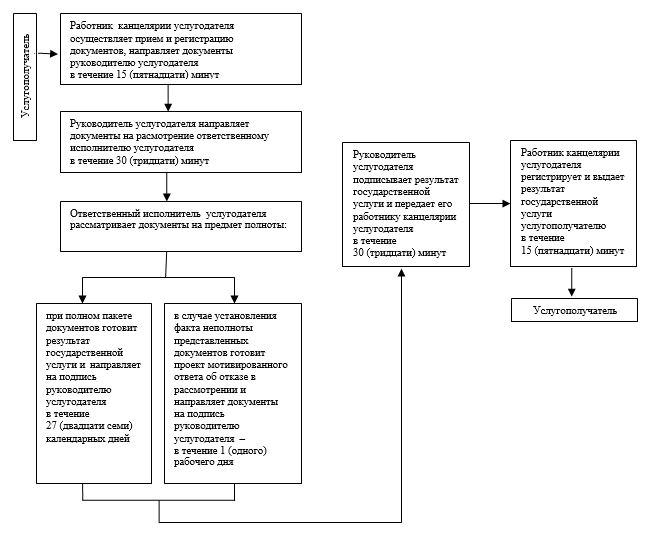 Услугополучатель
Работник канцелярии услугодателя
осуществляет прием и регистрацию
документов, направляет документы
руководителю услугодателя
в течение 15 (пятнадцати) минут
Руководитель услугодателя направляет
документы на расмотрение ответственному
исполнителю услугодателя
в течение 30 (тридцати) минут
Ответственный исполнитель услугодателя
рассматривает документы на предмет полноты:
при полном пакете
документов готовит
результат
государственной
услуги и направляет
на подпись
руководителю
услугодателя
в течение
27 (двадцати семи)
календарных дней
в случае установления
факта неполноты
представленных
документов готовит
проект мотивированного
ответа об отказе в
рассмотрении и
направляет документы
на подпись
руководителю
услугодателя –
в течение 1 (одного)
рабочего дня
Руководитель
услугодателя
подписывает результат
государственной
услуги и передает его
работнику канцелярии
услугодателя
в течение
30 (тридцати) минут
Работник канцелярии
услугодателя
регистрирует и выдает
результат
государственной
услуги
услугополучателю
в течение
15 (пятнадцати) минут
Услугополучатель